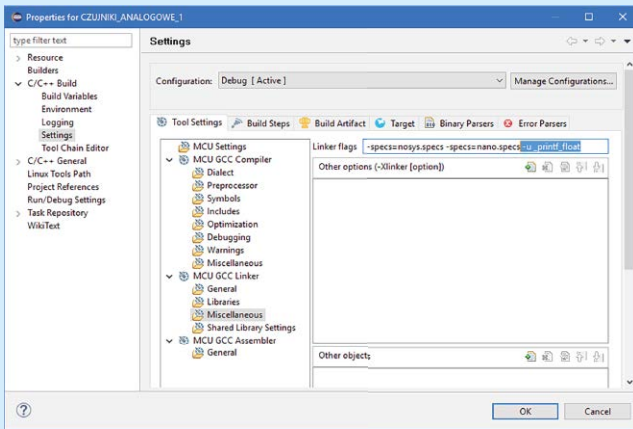 Properties for CZUJNIKI_ANALOGOWE_1
type filter text
Resource
Builders
C/C++ Build
Build Variables
Environment
Logging
Settings
Tool Chain Editor
C/C++ General
Linux Tools Path
Project References
Run/Debug Settings
Task Repository
WikiText
Settings
Configuration: Debug [ Active ] Manage Configurations...
Tool Settings Build Steps Build Artifact Target Binary Parsers Error Parsers
MCU Settings
MCU GCC Compiler
Dialect
Preprocessor
Symbols
Includes
Optimization
Debugging
Warnings
Miscellaneous
MCU GCC Linker
General
Libraries
Miscellaneous
Shared Library Settings
MCU GCC Assembler
General
Linker flags -specs=nosys.specs -specs=nano.specs -u _printf_float
Other options (-Xlinker [option])
Other objects
OK Cancel